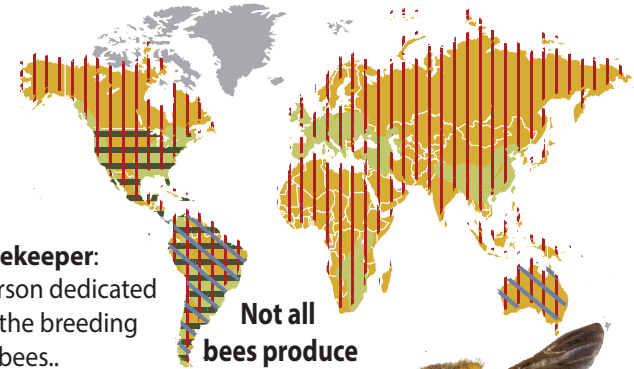 ekeeper:
rson dedicated
the breeding
bees..
Not all
bees produce